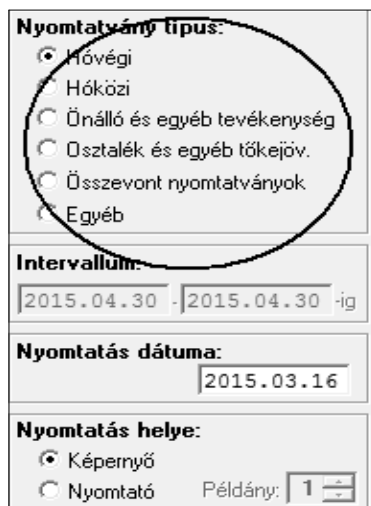 Nyomtatvány típus:
Hóvégi
Hóközi
Önálló és egyéb tevékenység
Osztalék és egyéb tőkejöv.
Összevont nyomtatványok
Egyéb
Intervallum:
2015.04.30 - 2015.04.30 -ig
Nyomtatás dátuma:
2015.03.16
Nyomtatás helye:
Képernyő
Nyomtató Példány: 1